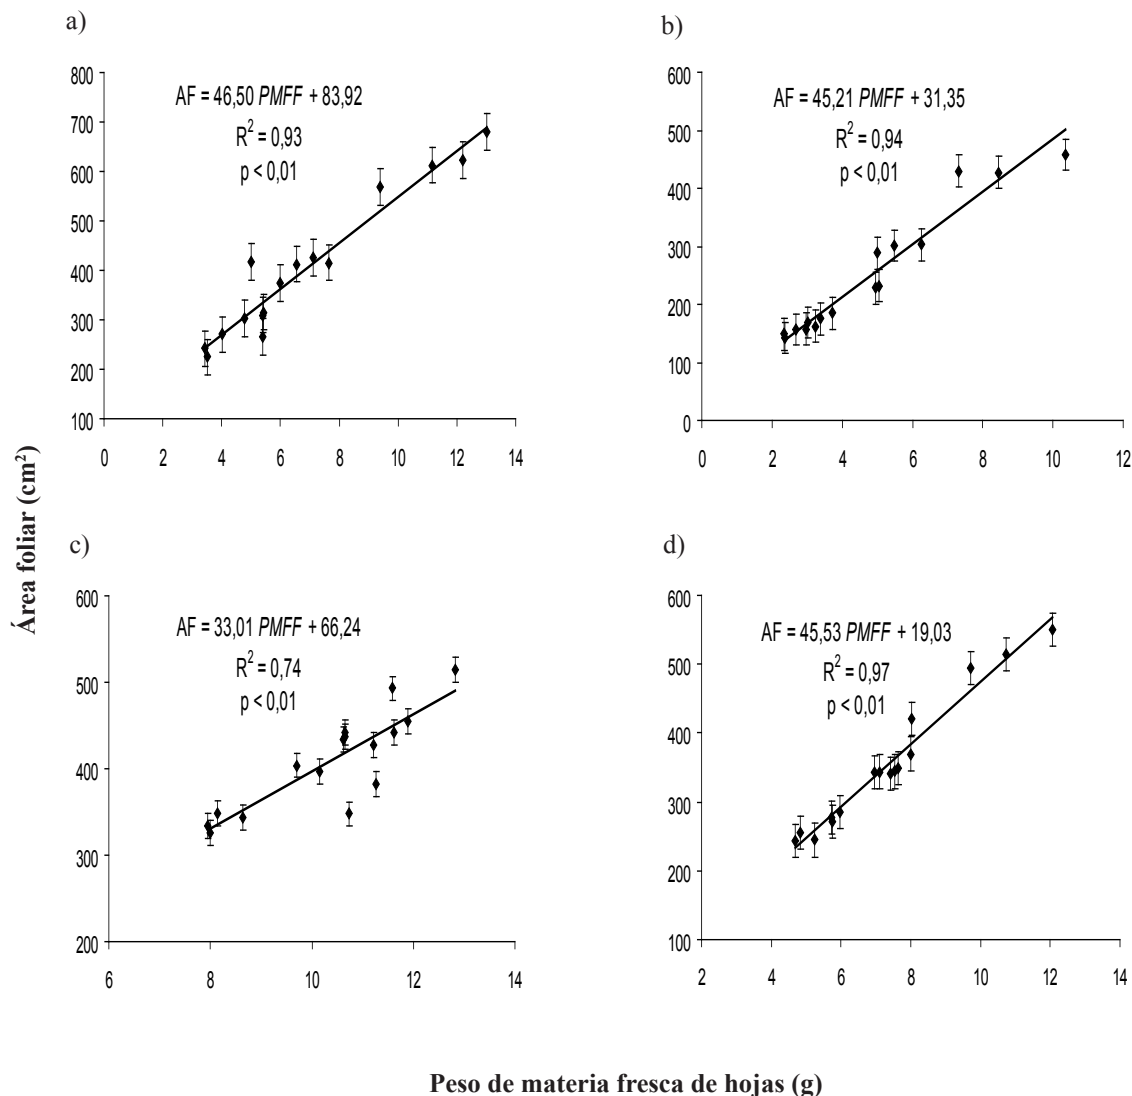 a)
AF = 46,50 PMFF + 83,92
R² = 0,93
p < 0,01
800
700
600
500
400
300
200
100
0 2 4 6 8 10 12 14
b)
AF = 45,21 PMFF + 31,35
R² = 0,94
p < 0,01
600
500
400
300
200
100
0
0 2 4 6 8 10 12
Área foliar (cm²)
c)
AF = 33,01 PMFF + 66,24
R² = 0,74
p < 0,01
600
500
400
300
200
6 8 10 12 14
d)
AF = 45,53 PMFF + 19,03
R² = 0,97
p < 0,01
600
500
400
300
200
100
2 4 6 8 10 12 14
Peso de materia fresca de hojas (g)